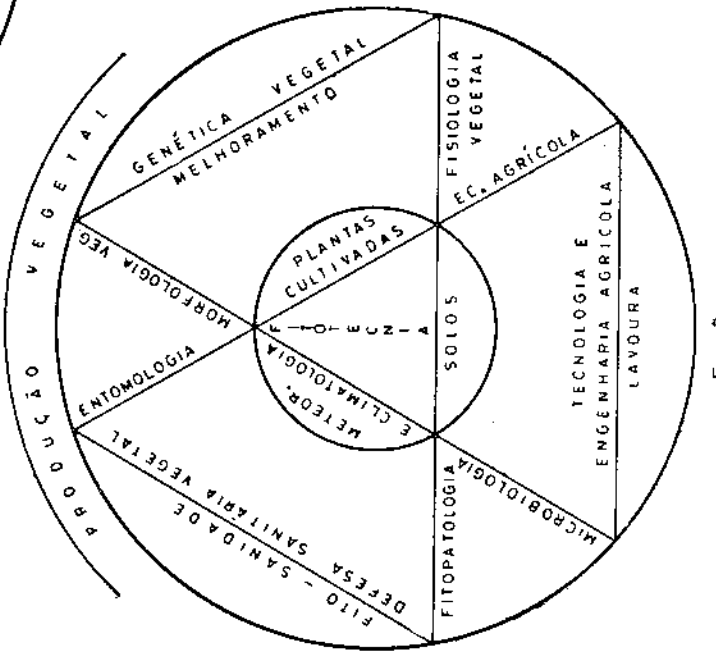 PRODUÇÃO VEGETAL
GENÉTICA VEGETAL
MELHORAMENTO
FISIOLOGIA
VEGETAL
MORFOLOGIA VEG
ENTOMOLOGIA
PLANTAS
CULTIVADAS
EC. AGRÍCOLA
FITOTECNIA
METEOR.
E CLIMATOLOGIA
SOLOS
FITO - SANIDADE
DEFESA SANITÁRIA VEGETAL
FITOPATOLOGIA
MICROBIOLOGIA
TECNOLOGIA E
ENGENHARIA AGRÍCOLA
LAVOURA